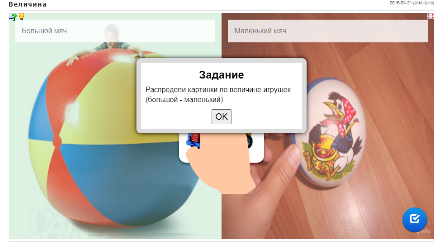 Величина
Большой мяч
Маленький мяч
Задание
Распредели картинки по величине игрушек
(большой - маленький)
OK